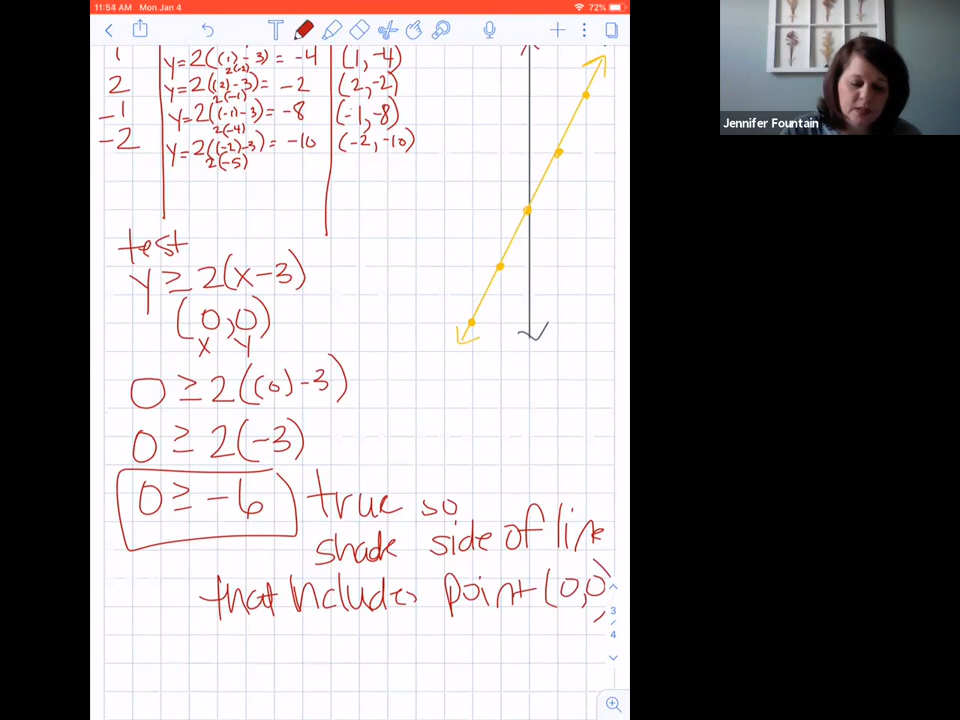 11:54 AM Mon Jan 4
72%
1 y=2((1)-3)=-4 (1,-4)
2(-2)
2 y=2((2)-3)=-2 (2,-2)
2(-1)
-1 y=2((-1)-3)=-8 (-1,-8)
2(-4)
-2 y=2((-2)-3)=-10 (-2,-10)
2(-5)
test
y ≥ 2(x-3)
(0,0)
x y
0 ≥ 2((0)-3)
0 ≥ 2(-3)
0 ≥ -6 true so
shade side of line
that includes point (0,0)
3
/
4
Jennifer Fountain